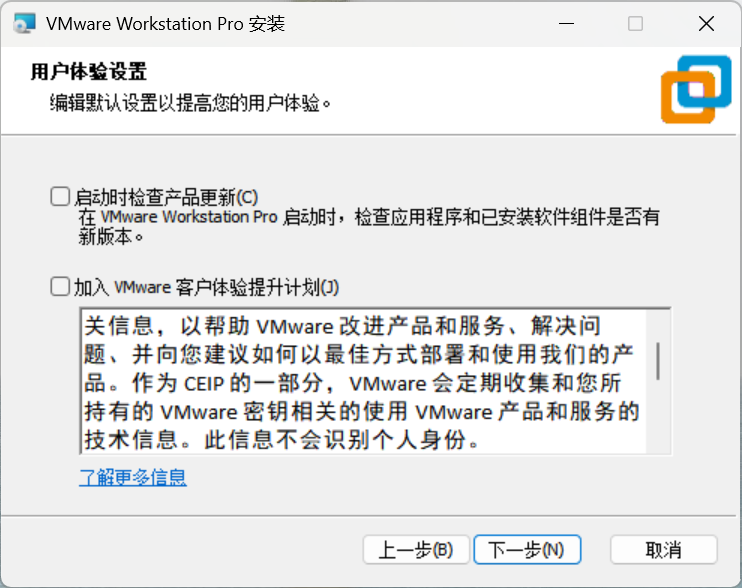 VMware Workstation Pro 安装
用户体验设置
编辑默认设置以提高您的用户体验。
启动时检查产品更新(C)
在 VMware Workstation Pro 启动时，检查应用程序和已安装软件组件是否有
新版本。
加入 VMware 客户体验提升计划(J)
关信息，以帮助 VMware 改进产品和服务、解决问
题、并向您建议如何以最佳方式部署和使用我们的产
品。作为 CEIP 的一部分，VMware 会定期收集和您所
持有的 VMware 密钥相关的使用 VMware 产品和服务的
技术信息。此信息不会识别个人身份。
了解更多信息
上一步(B)
下一步(N)
取消